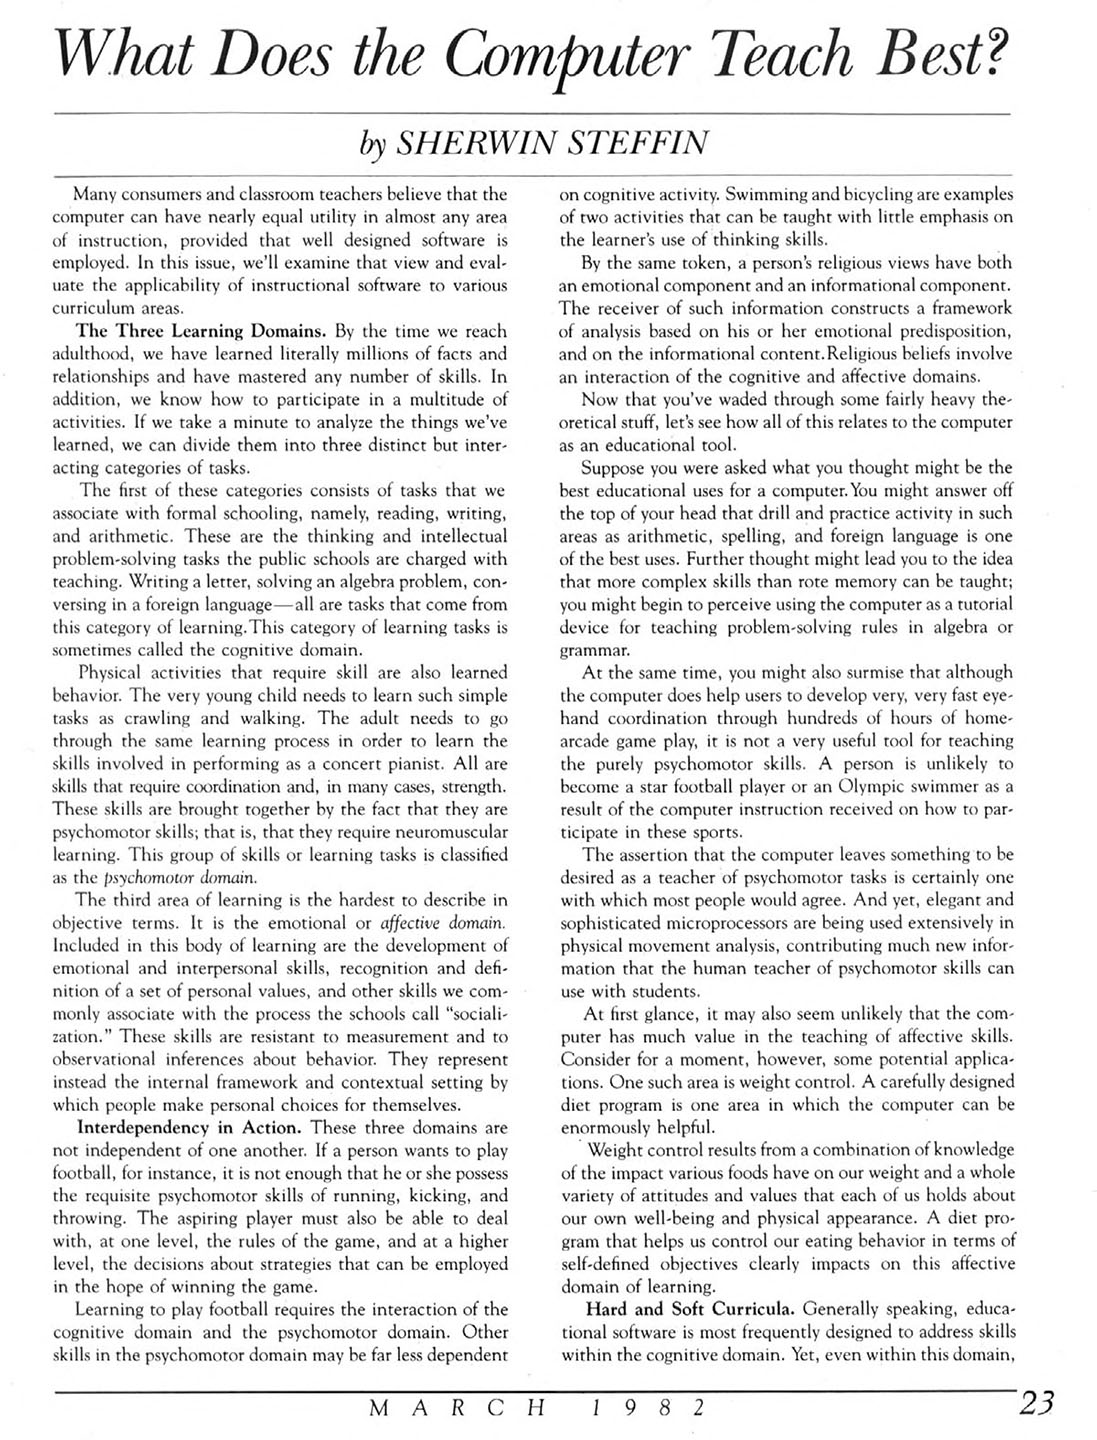 What Does the Computer Teach Best?
by SHERWIN STEFFIN
Many consumers and classroom teachers believe that the
computer can have nearly equal utility in almost any area
of instruction, provided that well designed software is
employed. In this issue, we'll examine that view and eval-
uate the applicability of instructional software to various
curriculum areas.
The Three Learning Domains. By the time we reach
adulthood, we have learned literally millions of facts and
relationships and have mastered any number of skills. In
addition, we know how to participate in a multitude of
activities. If we take a minute to analyze the things we've
learned, we can divide them into three distinct but inter-
acting categories of tasks.
The first of these categories consists of tasks that we
associate with formal schooling, namely, reading, writing,
and arithmetic. These are the thinking and intellectual
problem-solving tasks the public schools are charged with
teaching. Writing a letter, solving an algebra problem, con-
versing in a foreign language—all are tasks that come from
this category of learning.This category of learning tasks is
sometimes called the cognitive domain.
Physical activities that require skill are also learned
behavior. The very young child needs to learn such simple
tasks as crawling and walking. The adult needs to go
through the same learning process in order to learn the
skills involved in performing as a concert pianist. All are
skills that require coordination and, in many cases, strength.
These skills are brought together by the fact that they are
psychomotor skills; that is, that they require neuromuscular
learning. This group of skills or learning tasks is classified
as the psychomotor domain.
The third area of learning is the hardest to describe in
objective terms. It is the emotional or affective domain.
Included in this body of learning are the development of
emotional and interpersonal skills, recognition and defi-
nition of a set of personal values, and other skills we com-
monly associate with the process the schools call "sociali-
zation." These skills are resistant to measurement and to
observational inferences about behavior. They represent
instead the internal framework and contextual setting by
which people make personal choices for themselves.
Interdependency in Action. These three domains are
not independent of one another. If a person wants to play
football, for instance, it is not enough that he or she possess
the requisite psychomotor skills of running, kicking, and
throwing. The aspiring player must also be able to deal
with, at one level, the rules of the game, and at a higher
level, the decisions about strategies that can be employed
in the hope of winning the game.
Learning to play football requires the interaction of the
cognitive domain and the psychomotor domain. Other
skills in the psychomotor domain may be far less dependent
on cognitive activity. Swimming and bicycling are examples
of two activities that can be taught with little emphasis on
the learner's use of thinking skills.
By the same token, a person's religious views have both
an emotional component and an informational component.
The receiver of such information constructs a framework
of analysis based on his or her emotional predisposition,
and on the informational content.Religious beliefs involve
an interaction of the cognitive and affective domains.
Now that you've waded through some fairly heavy the-
oretical stuff, let's see how all of this relates to the computer
as an educational tool.
Suppose you were asked what you thought might be the
best educational uses for a computer.You might answer off
the top of your head that drill and practice activity in such
areas as arithmetic, spelling, and foreign language is one
of the best uses. Further thought might lead you to the idea
that more complex skills than rote memory can be taught;
you might begin to perceive using the computer as a tutorial
device for teaching problem-solving rules in algebra or
grammar.
At the same time, you might also surmise that although
the computer does help users to develop very, very fast eye-
hand coordination through hundreds of hours of home-
arcade game play, it is not a very useful tool for teaching
the purely psychomotor skills. A person is unlikely to
become a star football player or an Olympic swimmer as a
result of the computer instruction received on how to par-
ticipate in these sports.
The assertion that the computer leaves something to be
desired as a teacher of psychomotor tasks is certainly one
with which most people would agree. And yet, elegant and
sophisticated microprocessors are being used extensively in
physical movement analysis, contributing much new infor-
mation that the human teacher of psychomotor skills can
use with students.
At first glance, it may also seem unlikely that the com-
puter has much value in the teaching of affective skills.
Consider for a moment, however, some potential applica-
tions. One such area is weight control. A carefully designed
diet program is one area in which the computer can be
enormously helpful.
Weight control results from a combination of knowledge
of the impact various foods have on our weight and a whole
variety of attitudes and values that each of us holds about
our own well-being and physical appearance. A diet pro-
gram that helps us control our eating behavior in terms of
self-defined objectives clearly impacts on this affective
domain of learning.
Hard and Soft Curricula. Generally speaking, educa-
tional software is most frequently designed to address skills
within the cognitive domain. Yet, even within this domain,
MARCH 1982 23